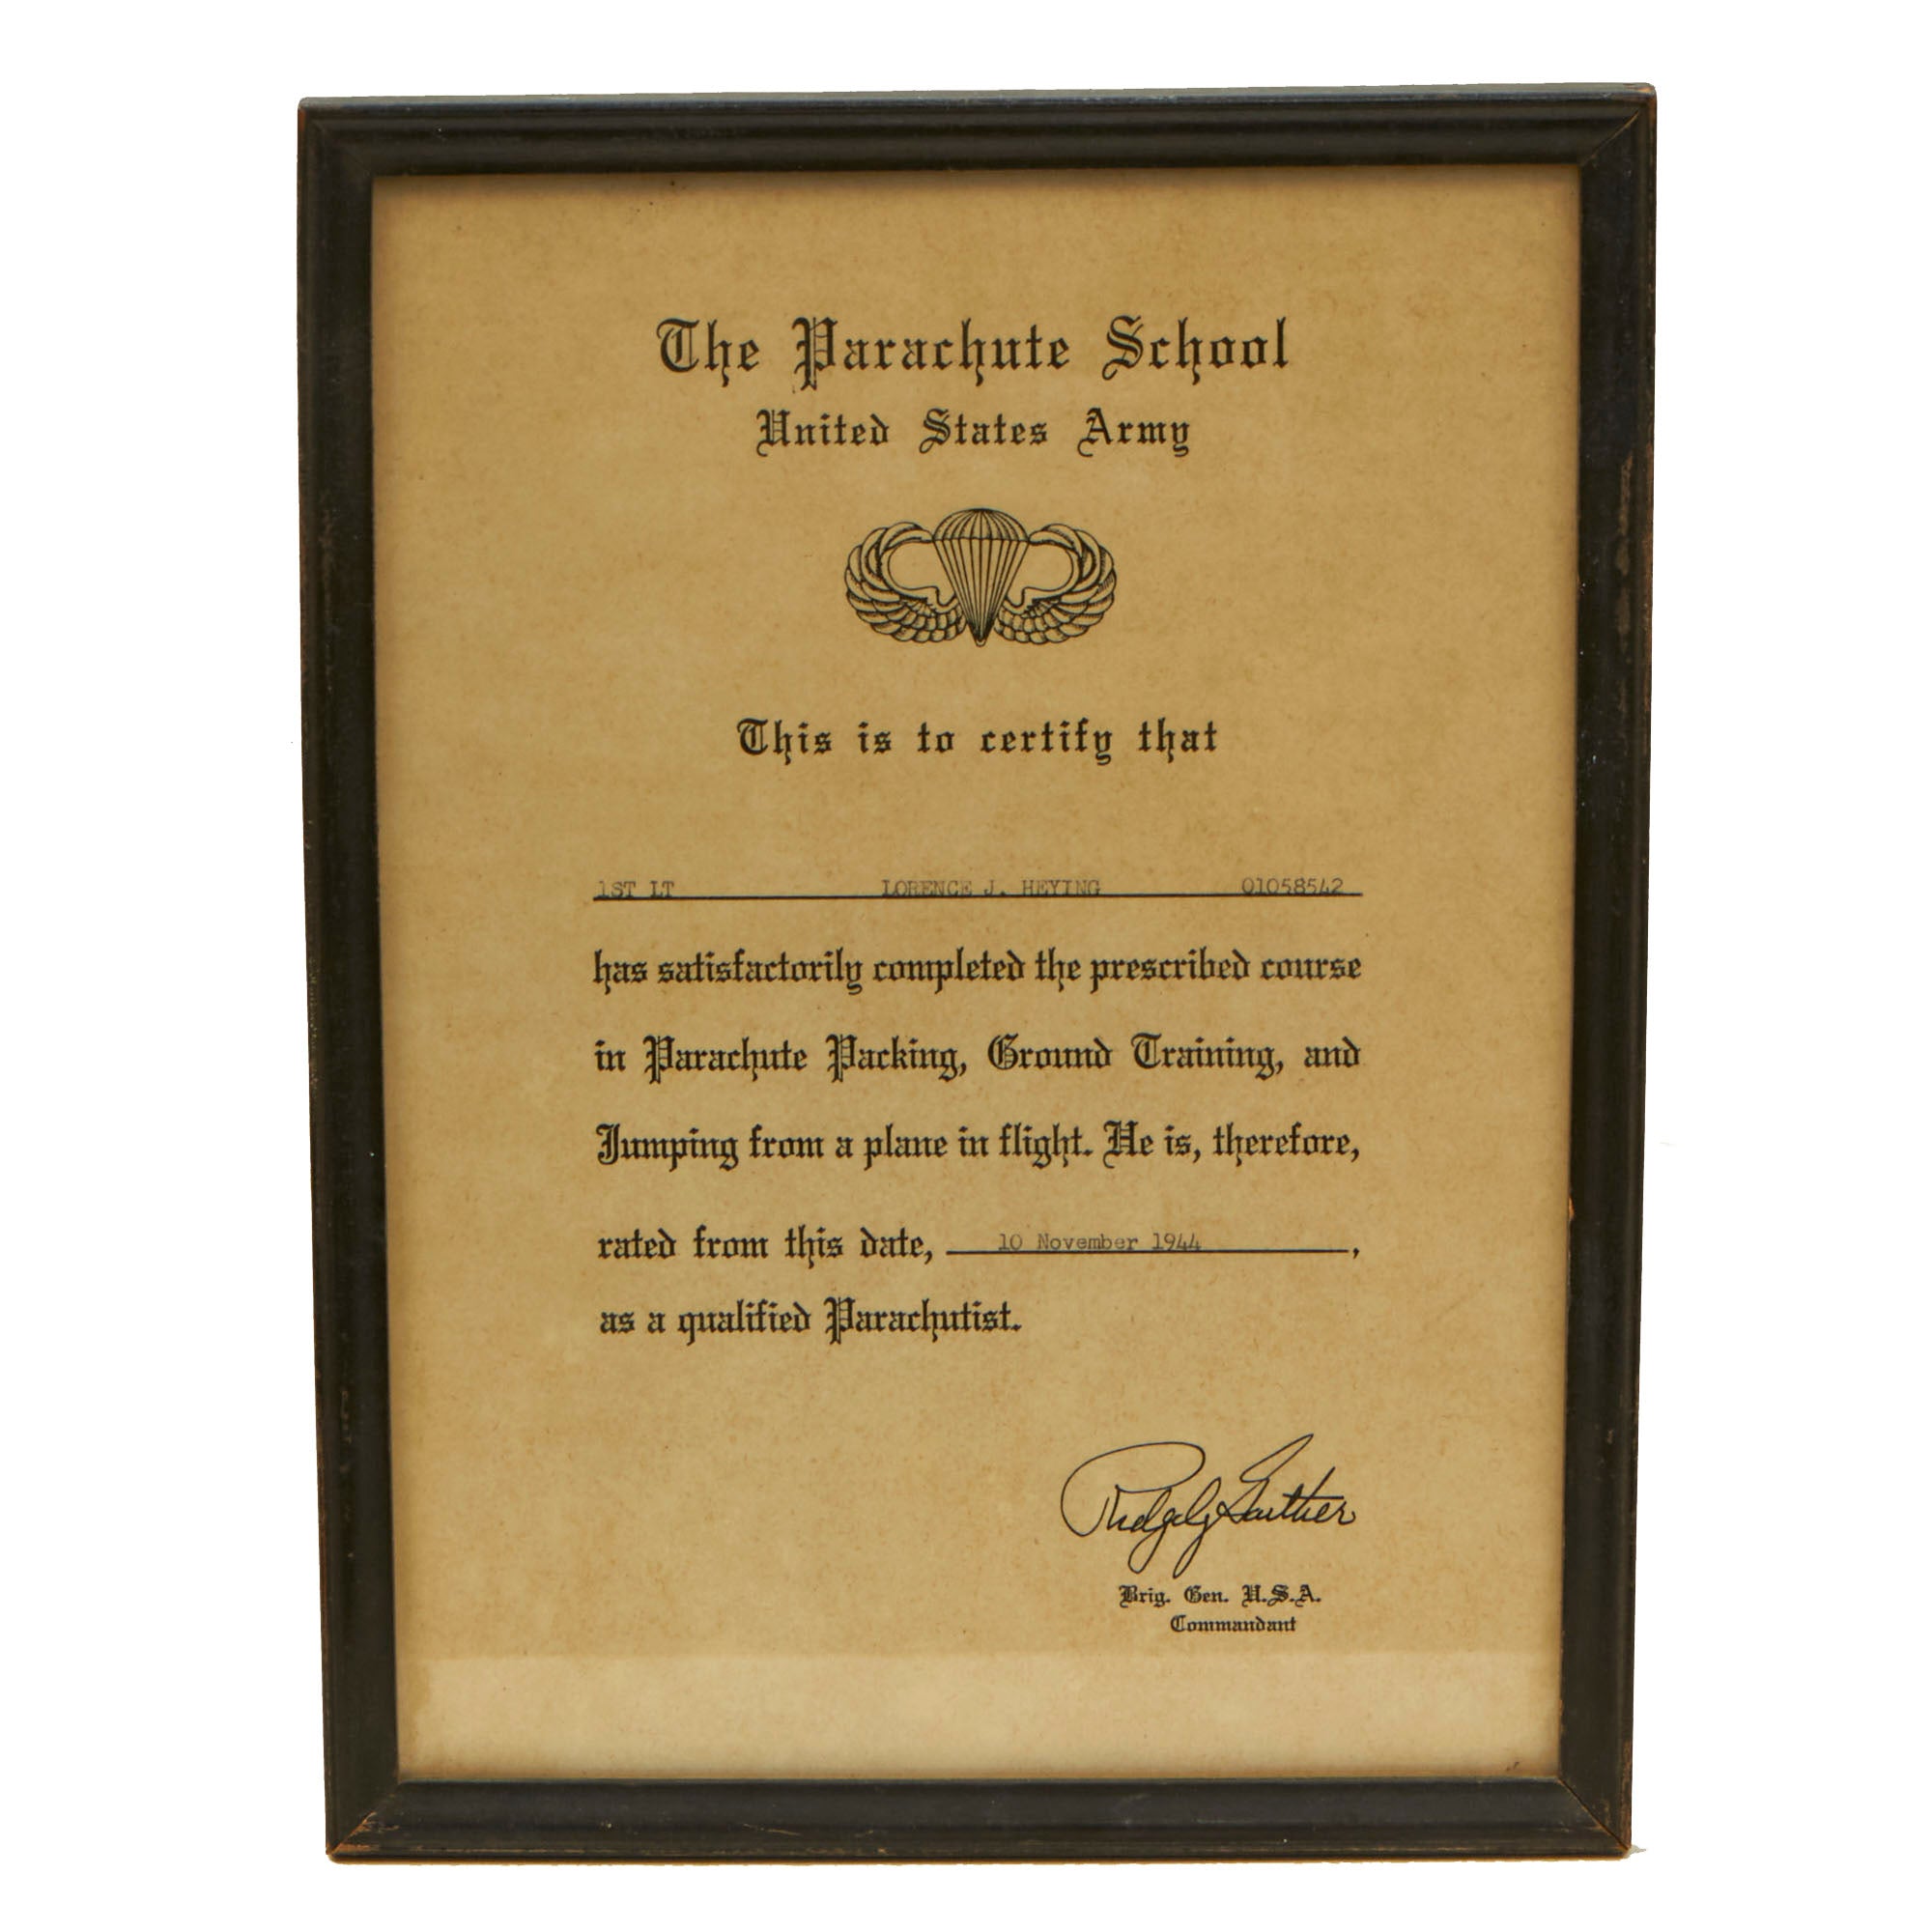 The Parachute School
United States Army
This is to certify that
1ST LT LORENCE J. HEYING 01058542
has satisfactorily completed the prescribed course
in Parachute Packing, Ground Training, and
Jumping from a plane in flight. He is, therefore,
rated from this date, 10 November 1944,
as a qualified Parachutist.
Ridgely Gaither
Brig. Gen. U.S.A.
Commandant